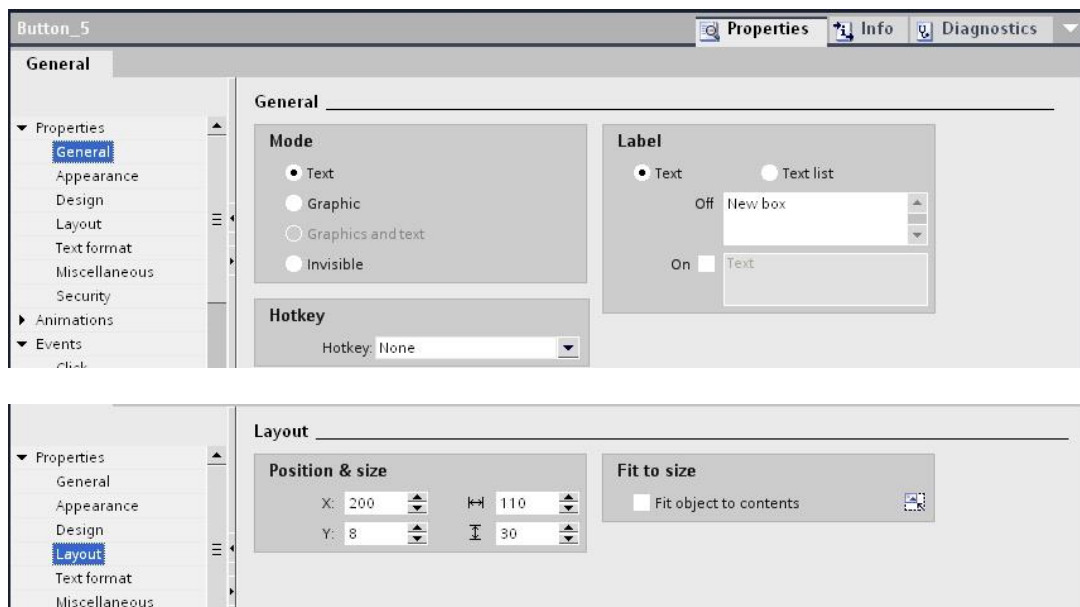 Button_5
Properties Info Diagnostics
General
General
Properties
General
Appearance
Design
Layout
Text format
Miscellaneous
Security
Animations
Events
Click
Mode
Text
Graphic
Graphics and text
Invisible
Hotkey
Hotkey: None
Label
Text Text list
Off New box
On Text
Layout
Properties
General
Appearance
Design
Layout
Text format
Miscellaneous
Position & size
X: 200 110
Y: 8 30
Fit to size
Fit object to contents